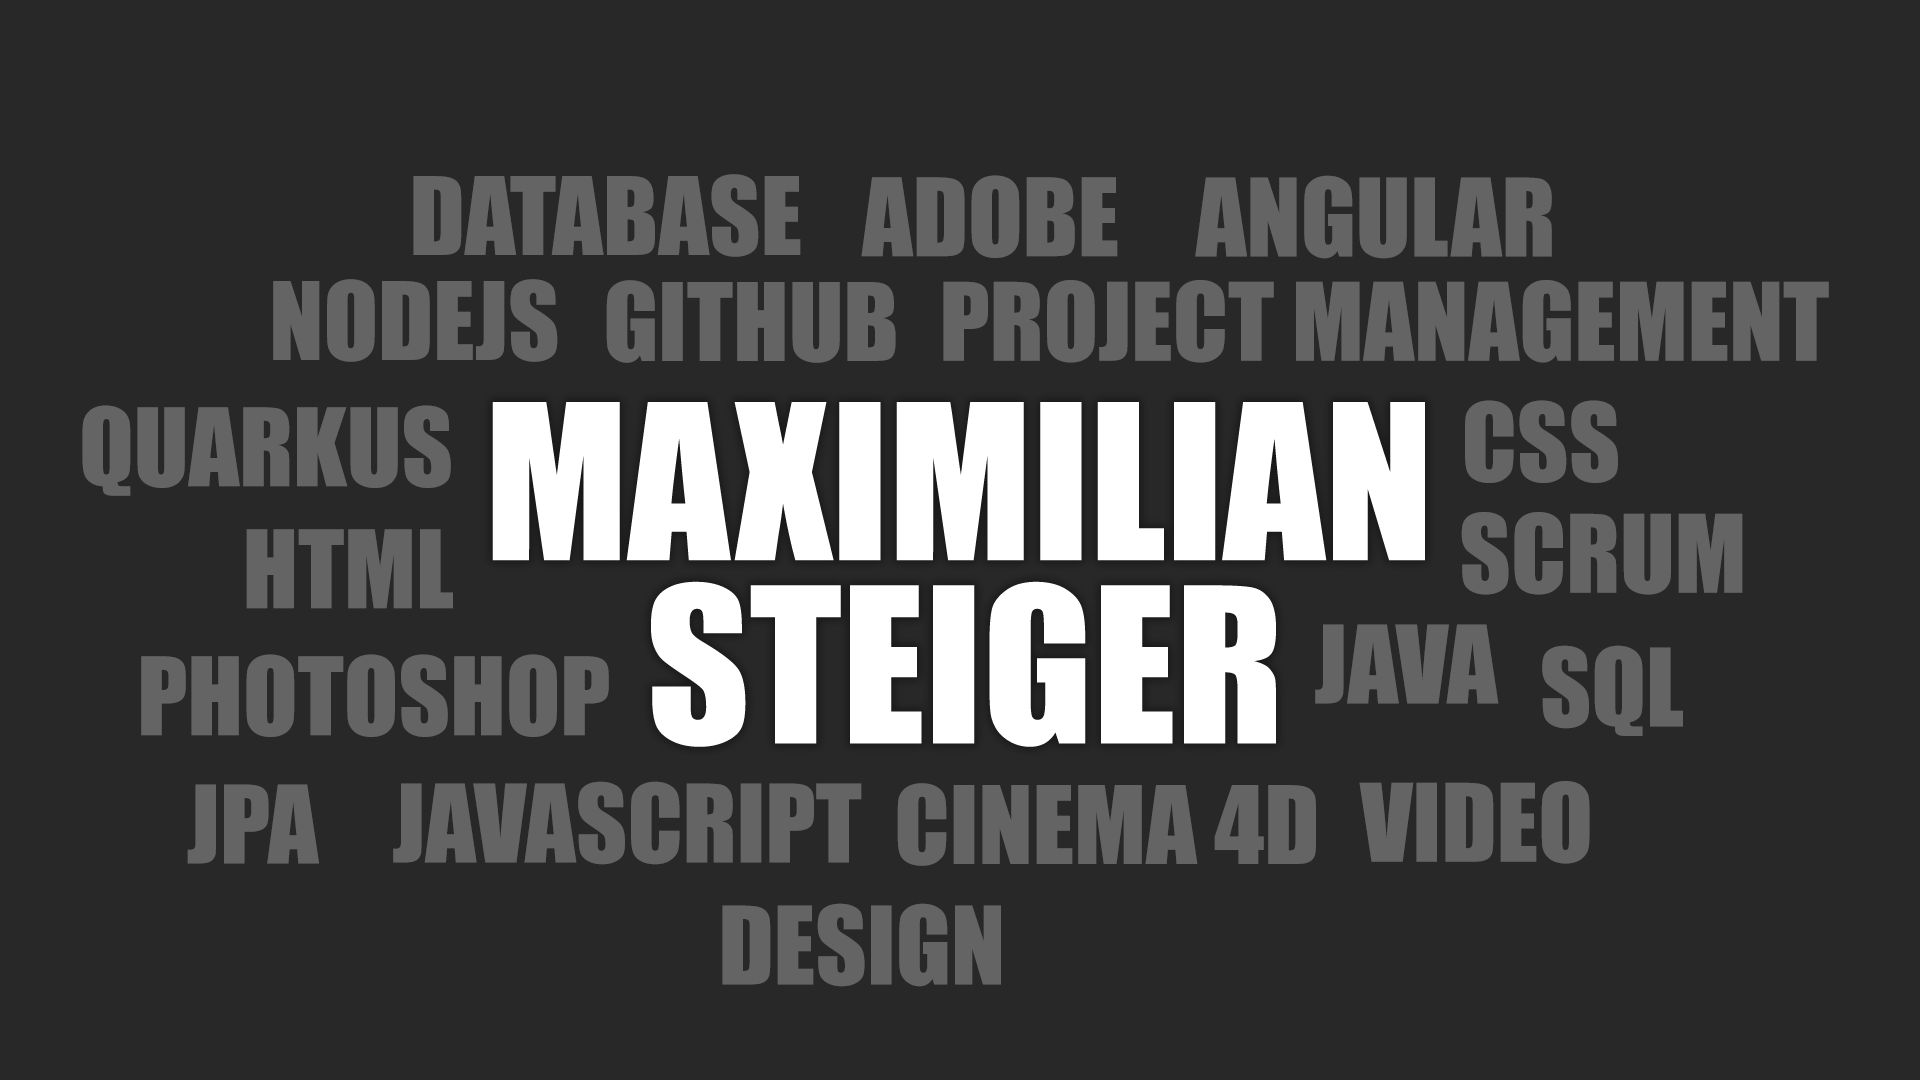 DATABASE ADOBE ANGULAR
NODEJS GITHUB PROJECT MANAGEMENT
QUARKUS MAXIMILIAN CSS
HTML SCRUM
PHOTOSHOP STEIGER JAVA SQL
JPA JAVASCRIPT CINEMA 4D VIDEO
DESIGN